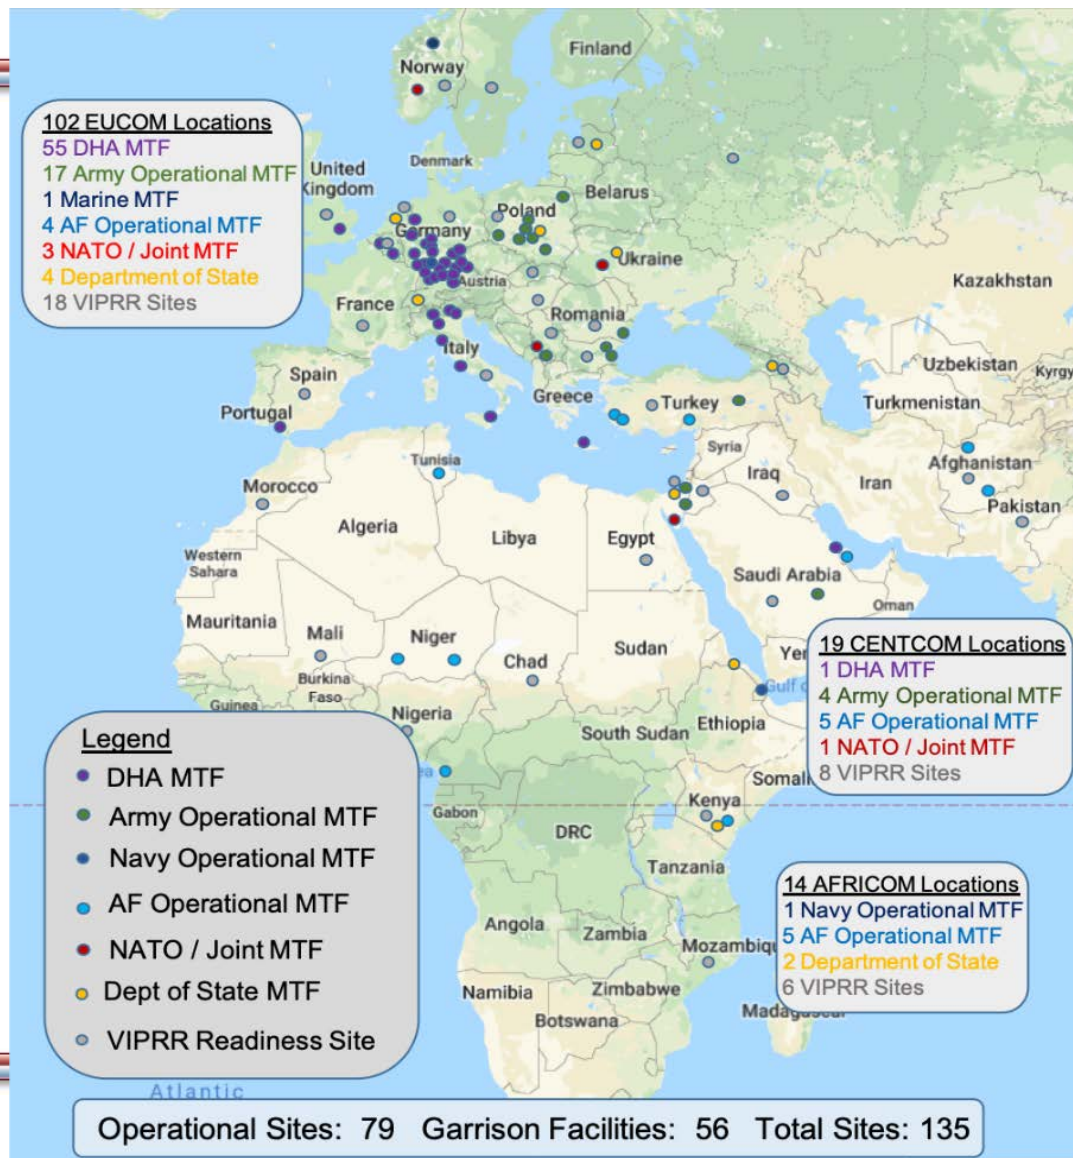 Finland
Norway
102 EUCOM Locations
55 DHA MTF
17 Army Operational MTF
1 Marine MTF
4 AF Operational MTF
3 NATO / Joint MTF
4 Department of State
18 VIPRR Sites
United
Kingdom
Denmark
Belarus
Poland
Germany
Ukraine
Austria
Kazakhstan
France
Romania
Italy
Uzbekistan
Kyrgy
Spain
Greece
Turkey
Turkmenistan
Portugal
Syria
Tunisia
Iraq
Iran
Afghanistan
Morocco
Pakistan
Algeria
Libya
Egypt
Western
Sahara
Saudi Arabia
Oman
Mauritania
Mali
Niger
Chad
Sudan
Yer
19 CENTCOM Locations
1 DHA MTF
4 Army Operational MTF
5 AF Operational MTF
1 NATO / Joint MTF
8 VIPRR Sites
Burkina
Faso
Gulf o
Guinea
Nigeria
Ethiopia
South Sudan
Somali
Legend
DHA MTF
Army Operational MTF
Navy Operational MTF
AF Operational MTF
NATO / Joint MTF
Dept of State MTF
VIPRR Readiness Site
Gabon
Kenya
DRC
Tanzania
14 AFRICOM Locations
1 Navy Operational MTF
5 AF Operational MTF
2 Department of State
6 VIPRR Sites
Angola
Zambia
Mozambiqu
Namibia
Zimbabwe
Botswana
Madagascar
Atlantic
Operational Sites: 79 Garrison Facilities: 56 Total Sites: 135